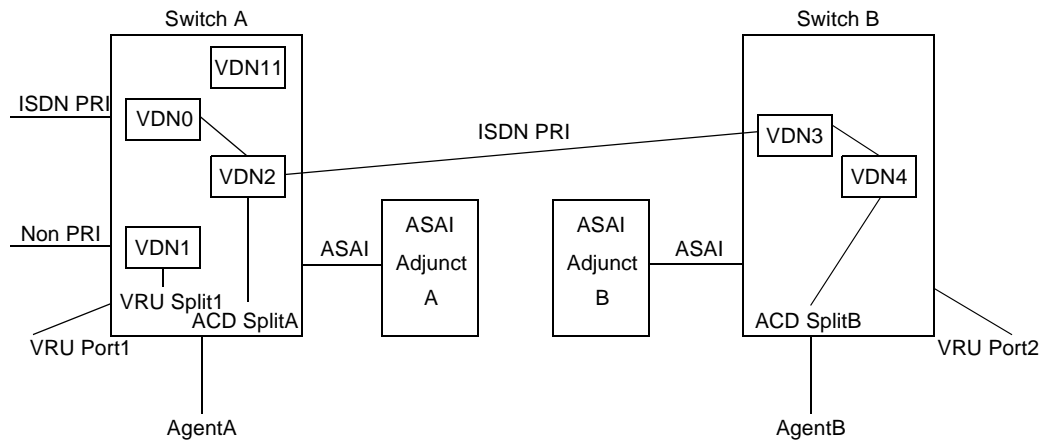 Switch A
Switch B
VDN11
ISDN PRI
VDN0
ISDN PRI
VDN3
VDN2
VDN4
Non PRI
VDN1
ASAI
ASAI
Adjunct
A
ASAI
Adjunct
B
ASAI
VRU Split1
ACD SplitA
ACD SplitB
VRU Port1
VRU Port2
AgentA
AgentB